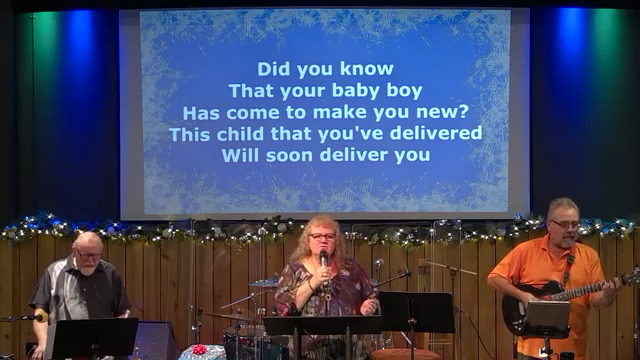 Did you know
That your baby boy
Has come to make you new?
This child that you've delivered
Will soon deliver you